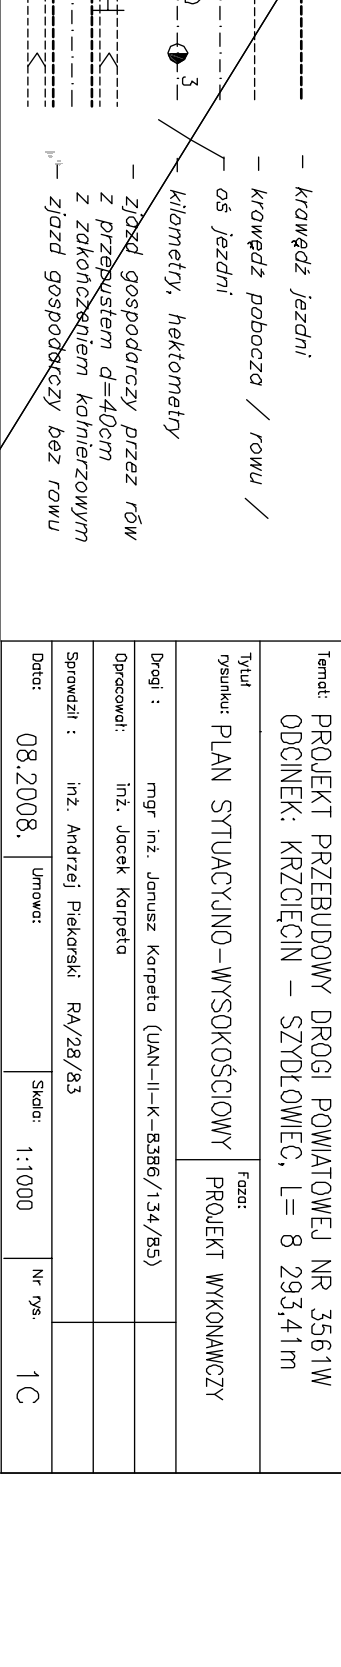 3
– krawędź jezdni
– krawędź pobocza / rowu /
– oś jezdni
– kilometry, hektometry
– zjazd gospodarczy przez rów
z przepustem d=40cm
z zakończeniem kołnierzowym
– zjazd gospodarczy bez rowu
Temat: PROJEKT PRZEBUDOWY DROGI POWIATOWEJ NR 3561W
ODCINEK: KRZCIĘCIN – SZYDŁOWIEC, L= 8 293,41m
Tytuł
rysunku: PLAN SYTUACYJNO-WYSOKOŚCIOWY
Faza:
PROJEKT WYKONAWCZY
Drogi : mgr inż. Janusz Karpeta (UAN-II-K-8386/134/85)
Opracował: inż. Jacek Karpeta
Sprawdził : inż. Andrzej Piekarski RA/28/83
Data: 08.2008.
Umowa:
Skala: 1:1000
Nr rys. 1C